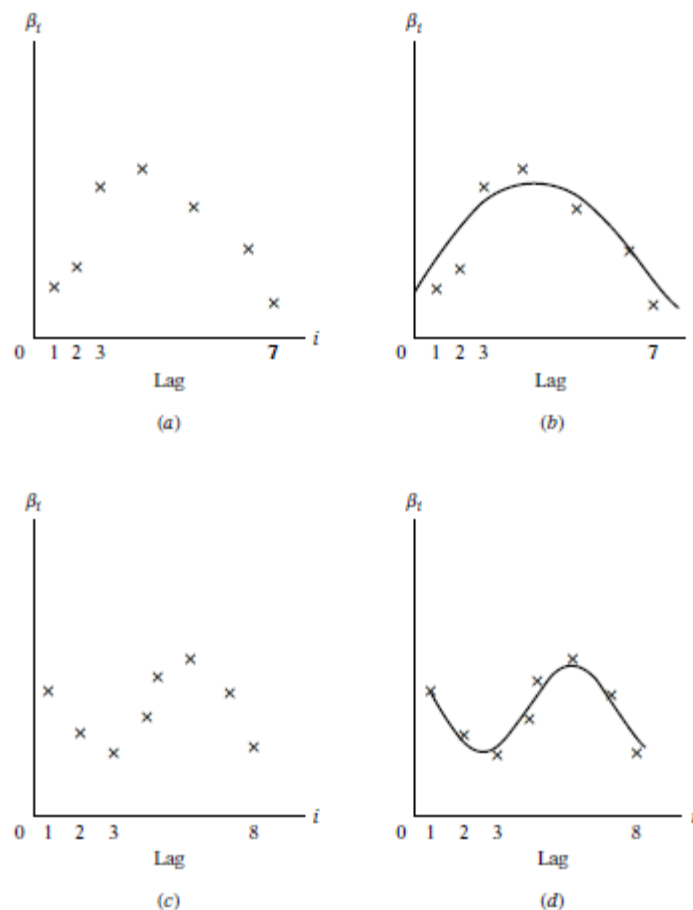 βi βi
0 1 2 3 7 i 0 1 2 3 7 i
Lag Lag
(a) (b)
βi βi
0 1 2 3 8 i 0 1 2 3 8
Lag Lag
(c) (d)